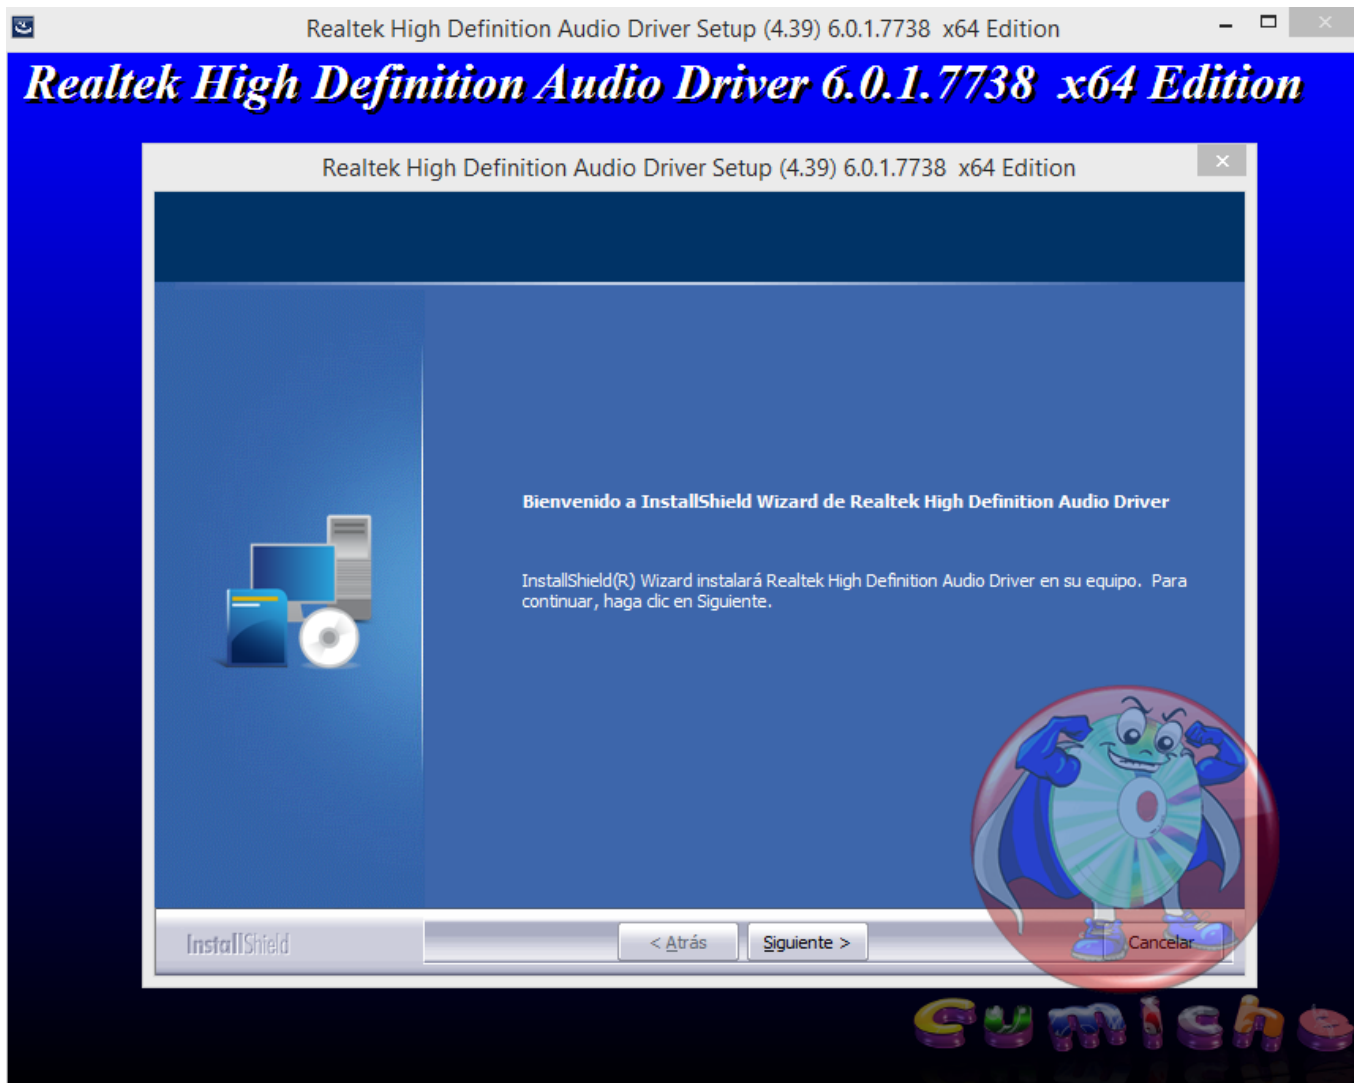 Realtek High Definition Audio Driver Setup (4.39) 6.0.1.7738  x64 Edition
Realtek High Definition Audio Driver 6.0.1.7738  x64 Edition
Realtek High Definition Audio Driver Setup (4.39) 6.0.1.7738  x64 Edition
Bienvenido a InstallShield Wizard de Realtek High Definition Audio Driver
InstallShield(R) Wizard instalará Realtek High Definition Audio Driver en su equipo.  Para
continuar, haga clic en Siguiente.
InstallShield
< Atrás
Siguiente >
Cancelar
Cumiche